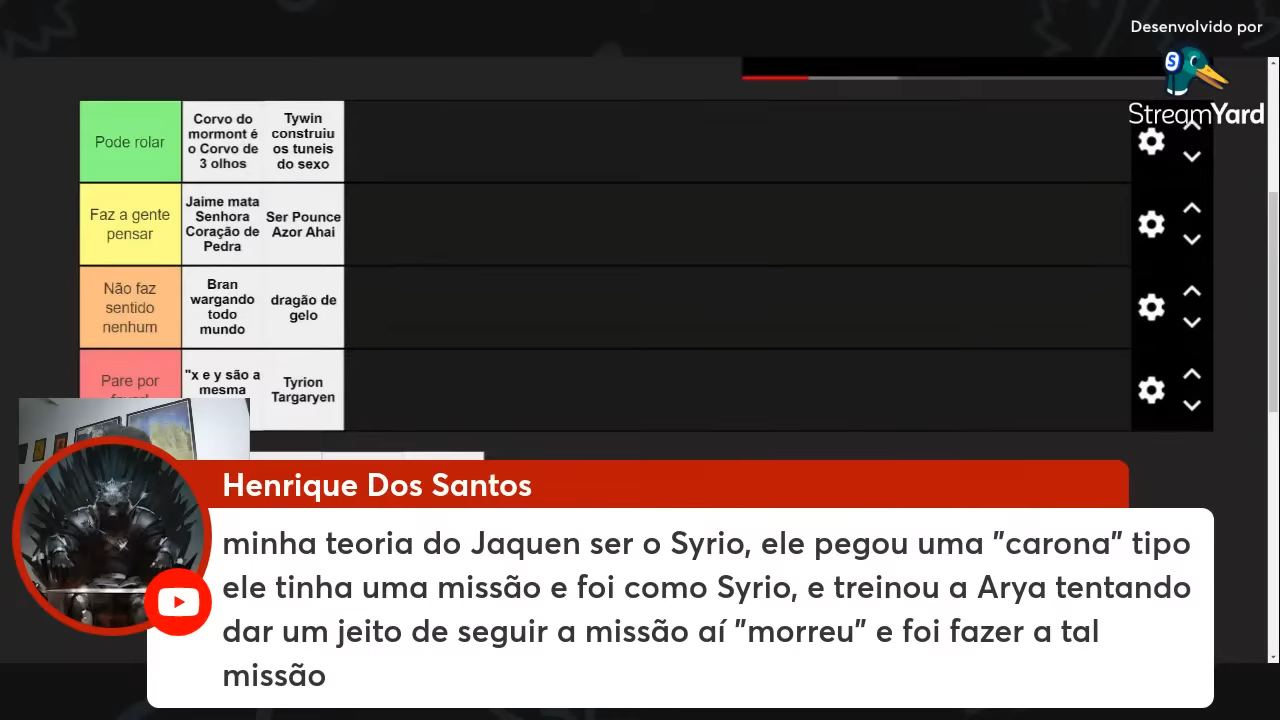 Desenvolvido por
StreamYard
Pode rolar
Corvo do
mormont é
o Corvo de
3 olhos
Tywin
construiu
os tuneis
do sexo
Faz a gente
pensar
Jaime mata
Senhora
Coração de
Pedra
Ser Pounce
Azor Ahai
Não faz
sentido
nenhum
Bran
wargando
todo
mundo
dragão de
gelo
Pare por
"x e y são a
mesma
Tyrion
Targaryen
Henrique Dos Santos
minha teoria do Jaquen ser o Syrio, ele pegou uma "carona" tipo
ele tinha uma missão e foi como Syrio, e treinou a Arya tentando
dar um jeito de seguir a missão aí "morreu" e foi fazer a tal
missão